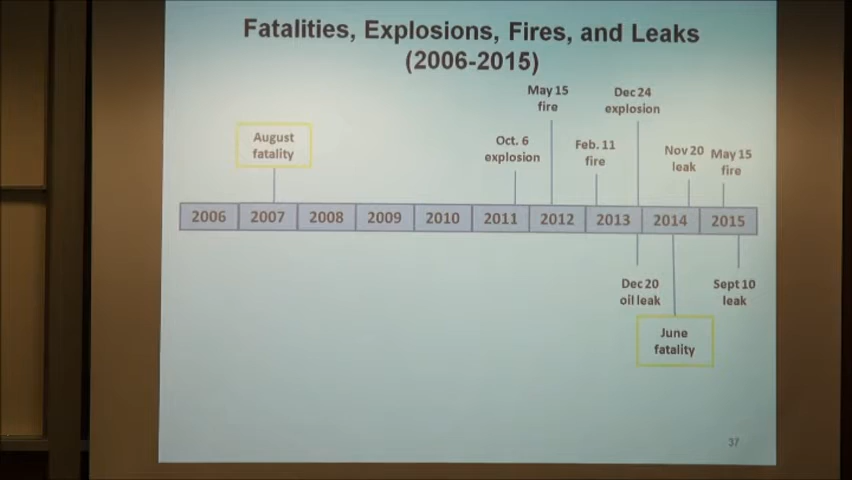 Fatalities, Explosions, Fires, and Leaks
(2006-2015)
May 15
fire
Dec 24
explosion
August
fatality
Oct. 6
explosion
Feb. 11
fire
Nov 20
leak
May 15
fire
2006 2007 2008 2009 2010 2011 2012 2013 2014 2015
Dec 20
oil leak
Sept 10
leak
June
fatality
37